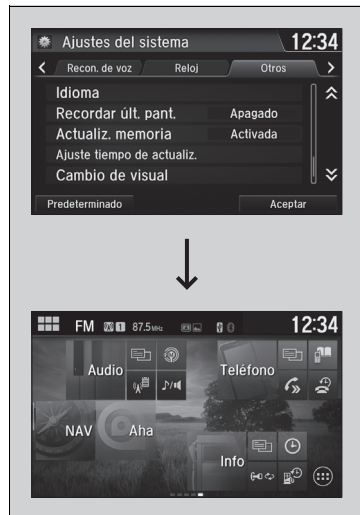 Ajustes del sistema 12:34
Recon. de voz Reloj Otros
Idioma
Recordar últ. pant. Apagado
Actualiz. memoria Activada
Ajuste tiempo de actualiz.
Cambio de visual
Predeterminado Aceptar
FM 1 87.5MHz 12:34
Audio Teléfono
NAV Aha
Info